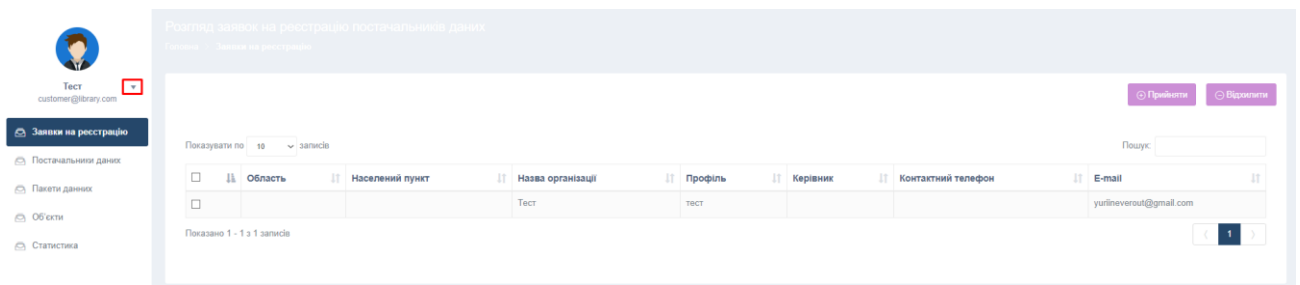 Розгляд заявок на реєстрацію постачальників даних
Головна / Заявки на реєстрацію
Тест
customer@library.com
Заявки на реєстрацію
Постачальники даних
Пакети данних
Об'єкти
Статистика
Прийняти Відхилити
Показувати по 10 записів Пошук:
Область Населений пункт Назва організації Профіль Керівник Контактний телефон E-mail
Тест тест yurlineverout@gmail.com
Показано 1 - 1 з 1 записів
1